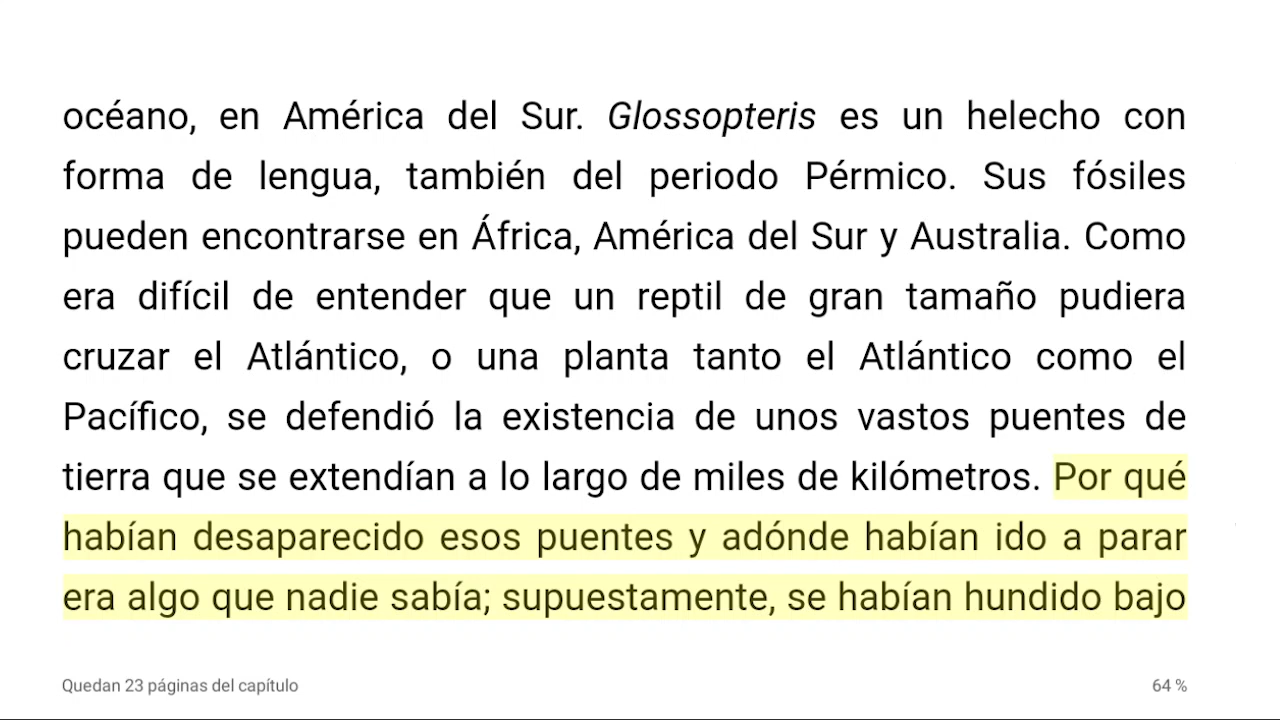 océano, en América del Sur. Glossopteris es un helecho con
forma de lengua, también del periodo Pérmico. Sus fósiles
pueden encontrarse en África, América del Sur y Australia. Como
era difícil de entender que un reptil de gran tamaño pudiera
cruzar el Atlántico, o una planta tanto el Atlántico como el
Pacífico, se defendió la existencia de unos vastos puentes de
tierra que se extendían a lo largo de miles de kilómetros. Por qué
habían desaparecido esos puentes y adónde habían ido a parar
era algo que nadie sabía; supuestamente, se habían hundido bajo
Quedan 23 páginas del capítulo
64 %